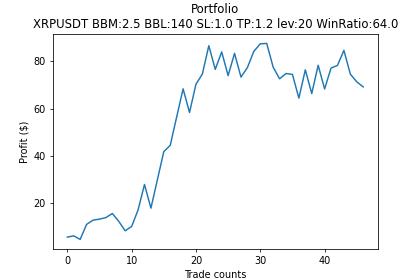 Portfolio
XRPUSDT BBM:2.5 BBL:140 SL:1.0 TP:1.2 lev:20 WinRatio:64.0
80
60
40
20
Profit ($)
0 10 20 30 40
Trade counts